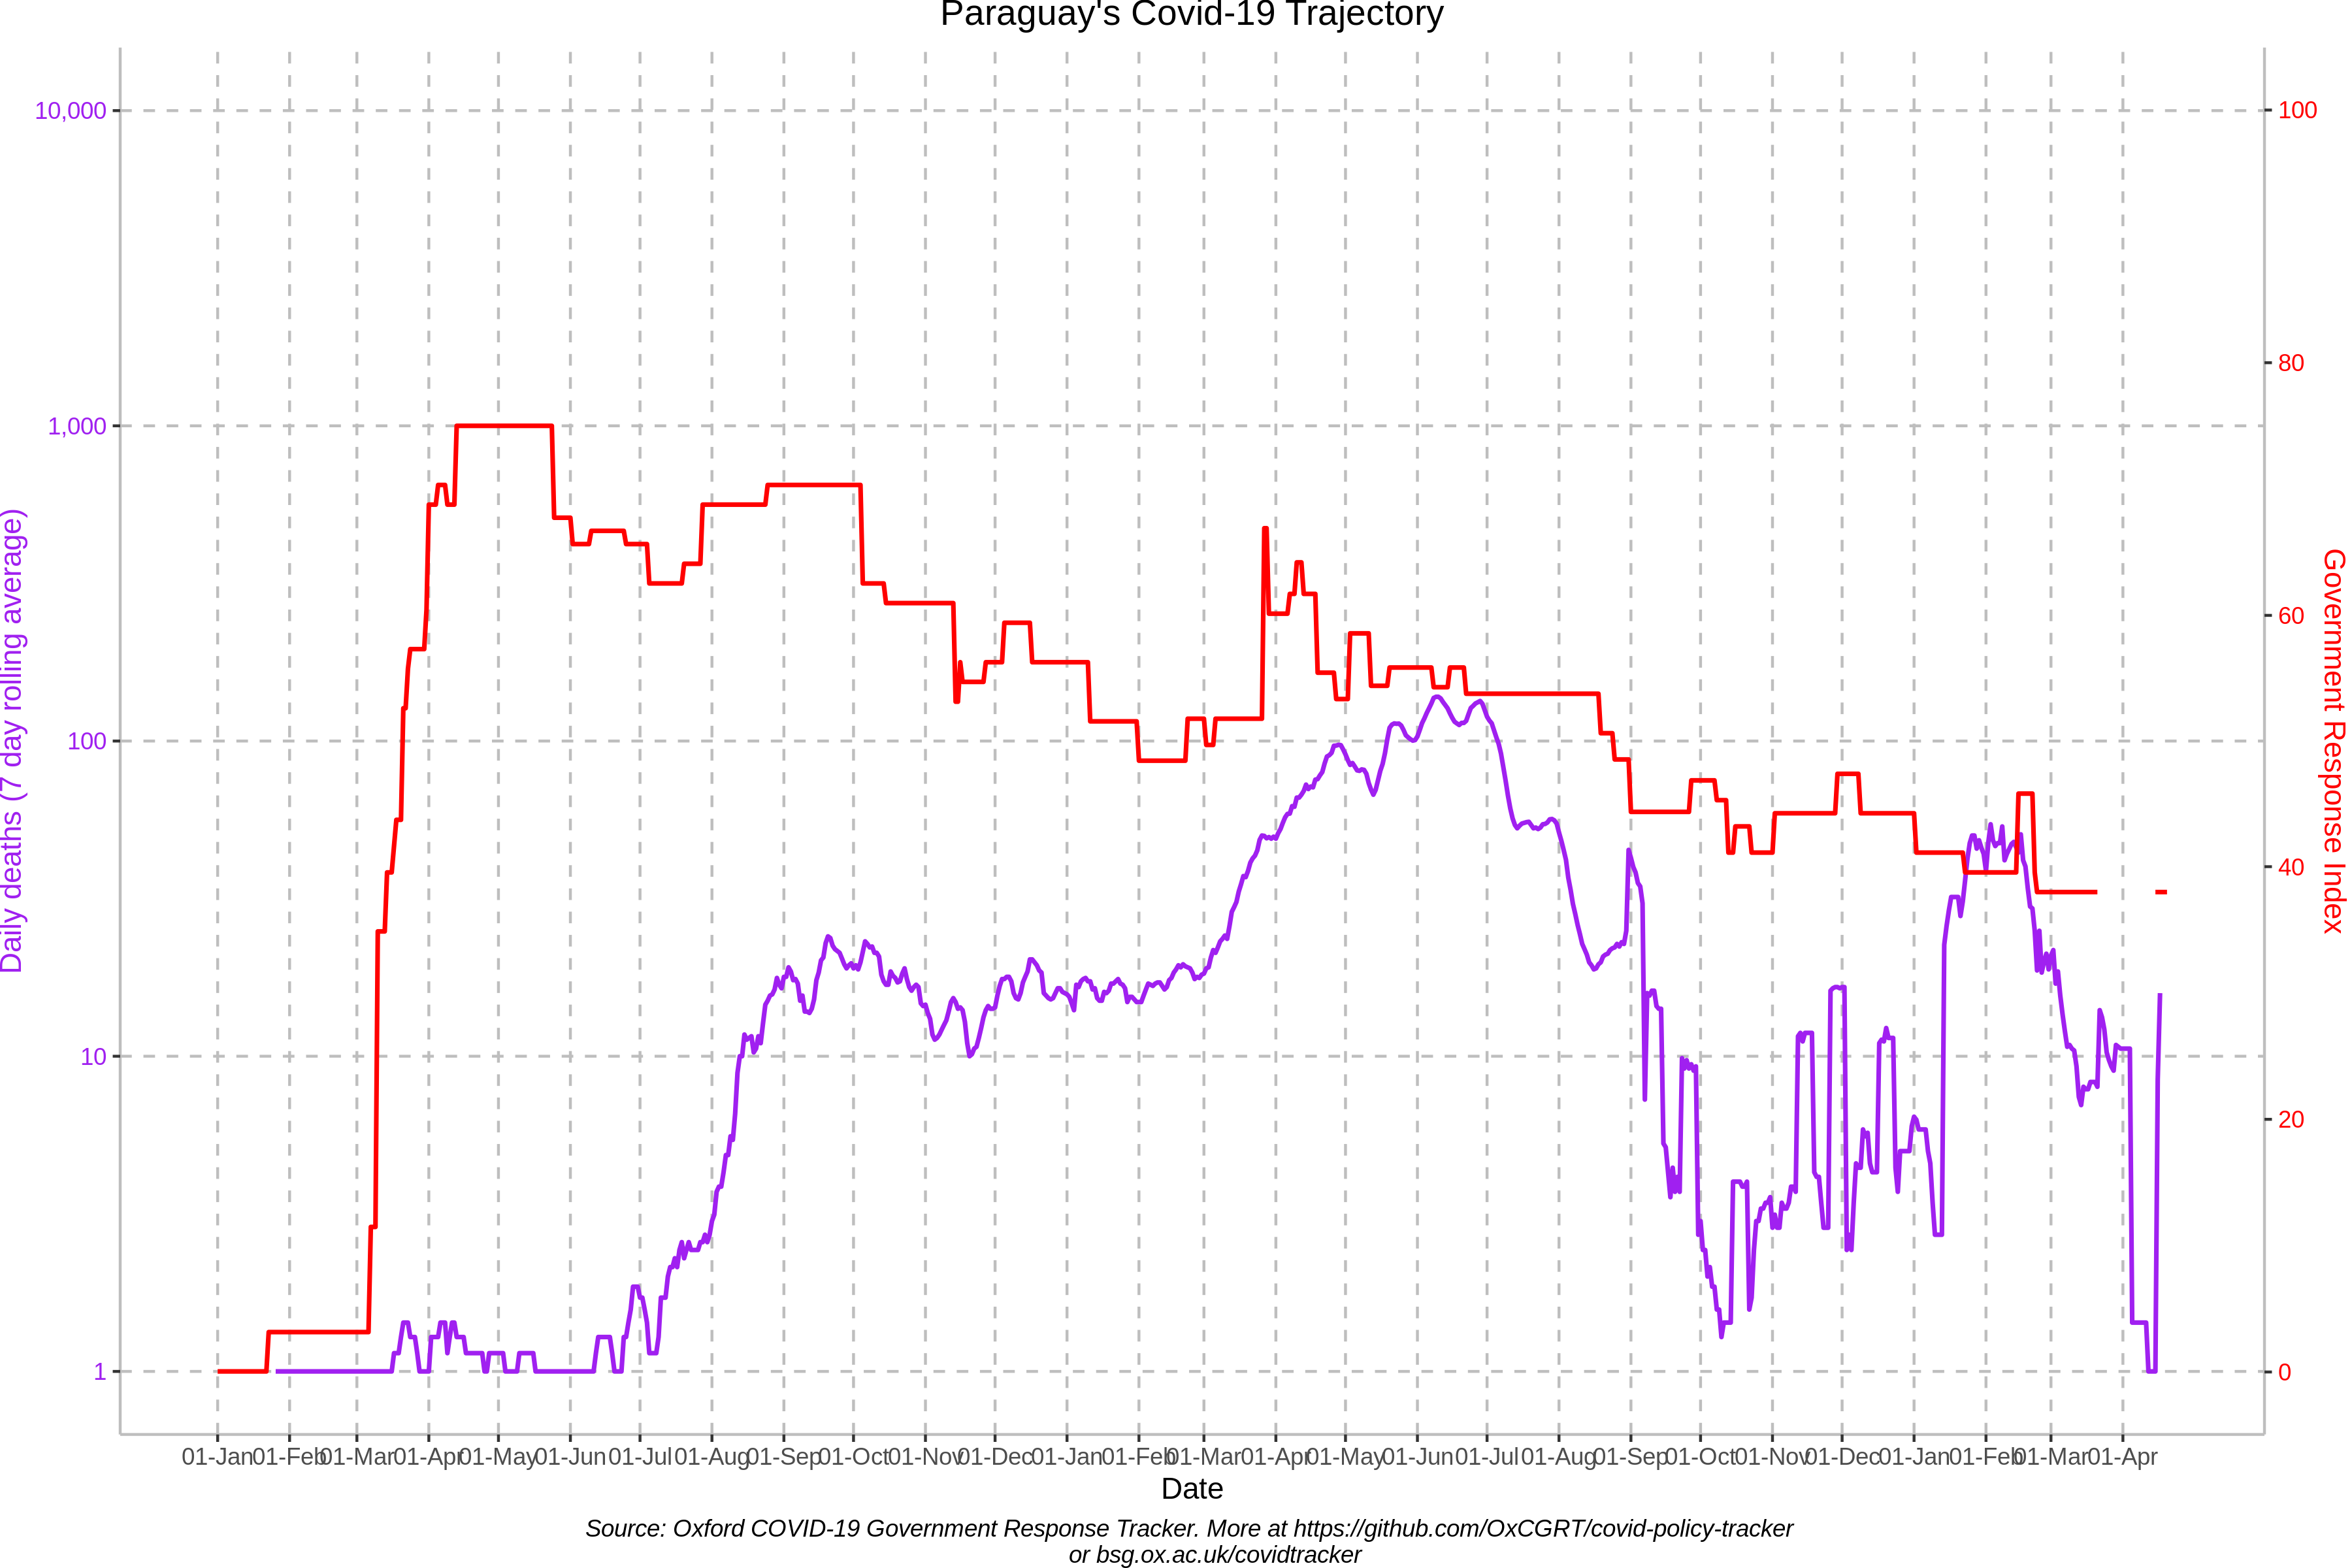 Paraguay's Covid-19 Trajectory
10,000
1,000
100
10
1
Daily deaths (7 day rolling average)
100
80
60
40
20
0
Government Response Index
01-Jan 01-Feb 01-Mar 01-Apr 01-May 01-Jun 01-Jul 01-Aug 01-Sep 01-Oct 01-Nov 01-Dec 01-Jan 01-Feb 01-Mar 01-Apr 01-May 01-Jun 01-Jul 01-Aug 01-Sep 01-Oct 01-Nov 01-Dec 01-Jan 01-Feb 01-Mar 01-Apr
Date
Source: Oxford COVID-19 Government Response Tracker. More at https://github.com/OxCGRT/covid-policy-tracker
or bsg.ox.ac.uk/covidtracker